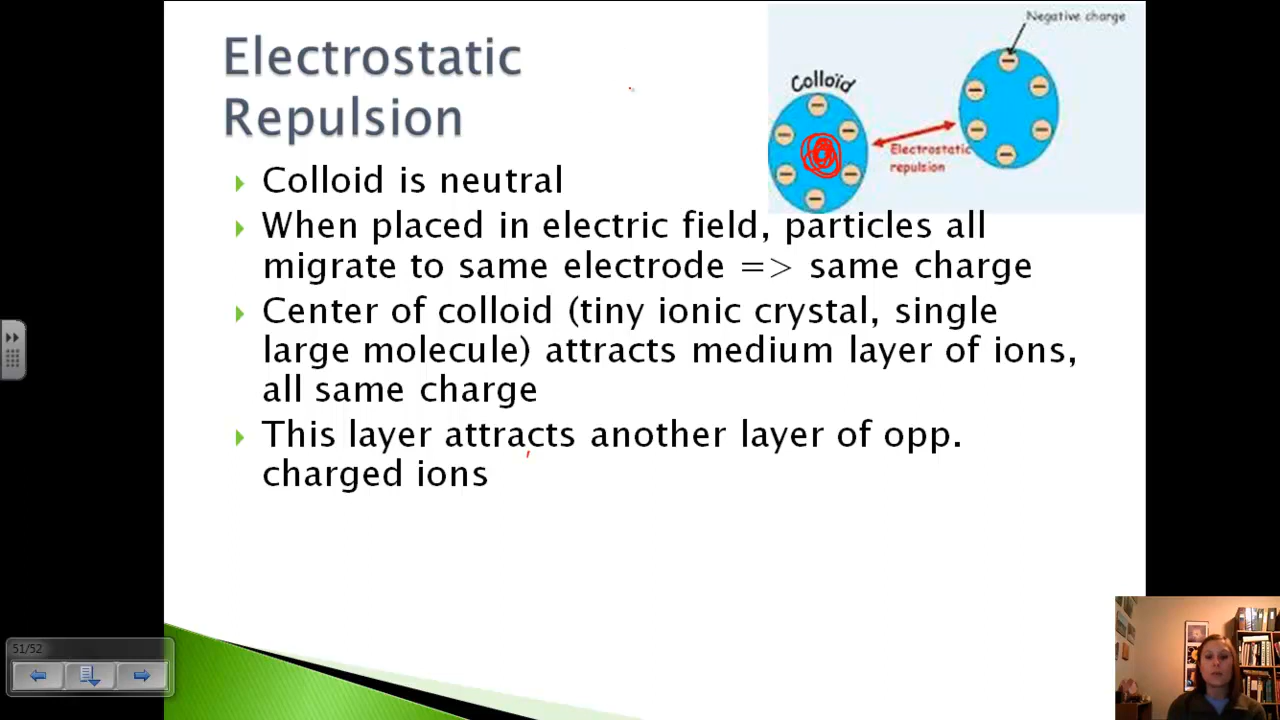 Electrostatic
Repulsion
Negative charge
Colloïd
Electrostatic
repulsion
Colloid is neutral
When placed in electric field, particles all
migrate to same electrode => same charge
Center of colloid (tiny ionic crystal, single
large molecule) attracts medium layer of ions,
all same charge
This layer attracts another layer of opp.
charged ions
51/52